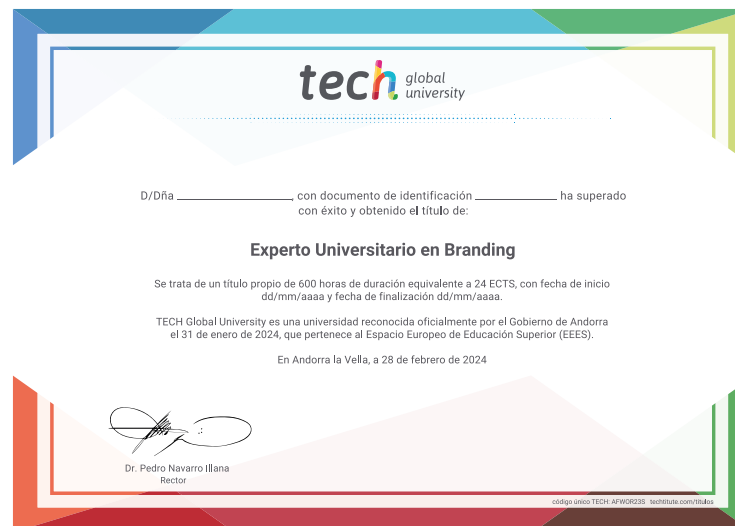 tech global university
D/Dña ________________, con documento de identificación ____________ ha superado
con éxito y obtenido el título de:
Experto Universitario en Branding
Se trata de un título propio de 600 horas de duración equivalente a 24 ECTS, con fecha de inicio
dd/mm/aaaa y fecha de finalización dd/mm/aaaa.
TECH Global University es una universidad reconocida oficialmente por el Gobierno de Andorra
el 31 de enero de 2024, que pertenece al Espacio Europeo de Educación Superior (EEES).
En Andorra la Vella, a 28 de febrero de 2024
Dr. Pedro Navarro Illana
Rector
código único TECH: AFWOR23S techtitute.com/titulos